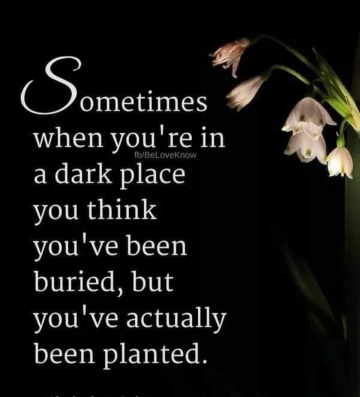 Sometimes
when you're in
fb/BeLoveKnow
a dark place
you think
you've been
buried, but
you've actually
been planted.